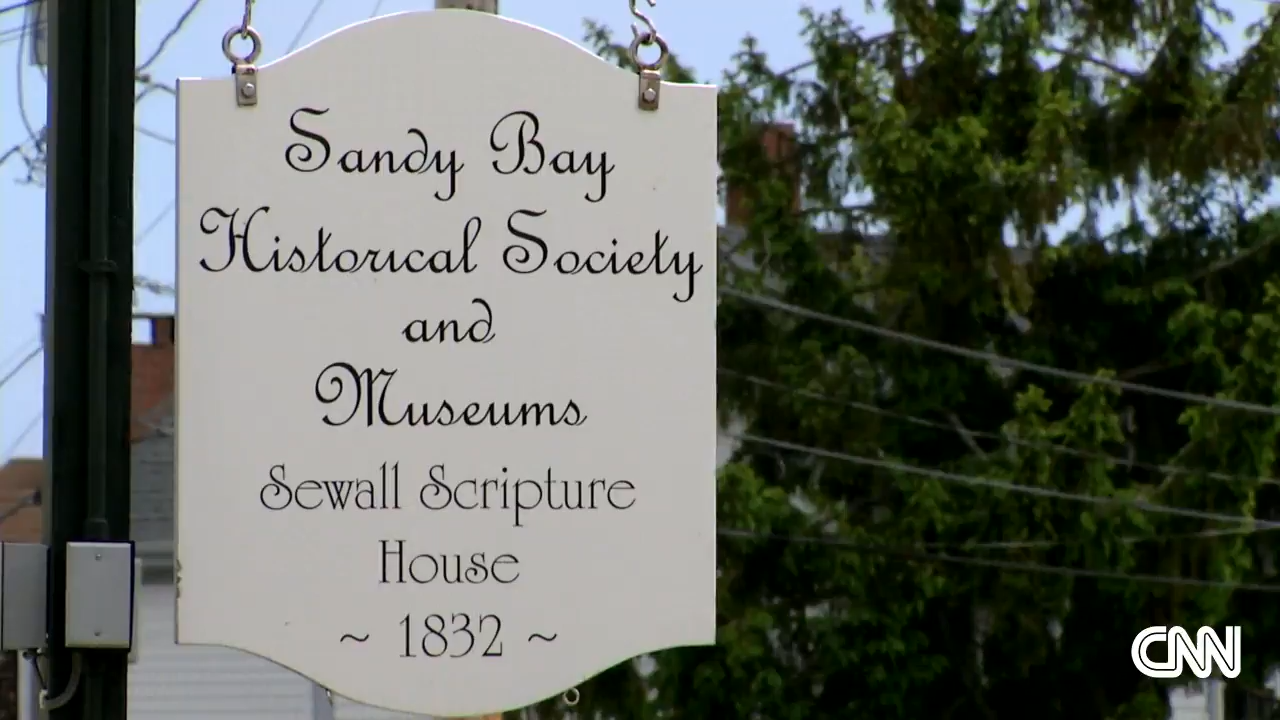 Sandy Bay
Historical Society
and
Museums
Sewall Scripture
House
~ 1832 ~
CNN